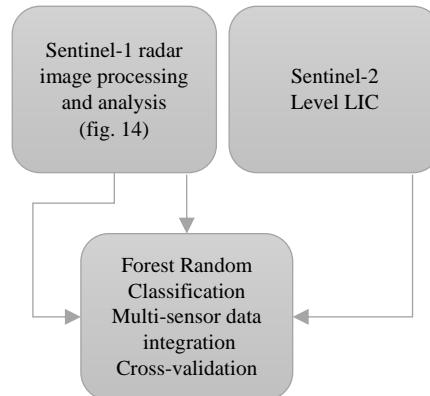 Sentinel-1 radar
image processing
and analysis
(fig. 14)
Sentinel-2
Level LIC
Forest Random
Classification
Multi-sensor data
integration
Cross-validation